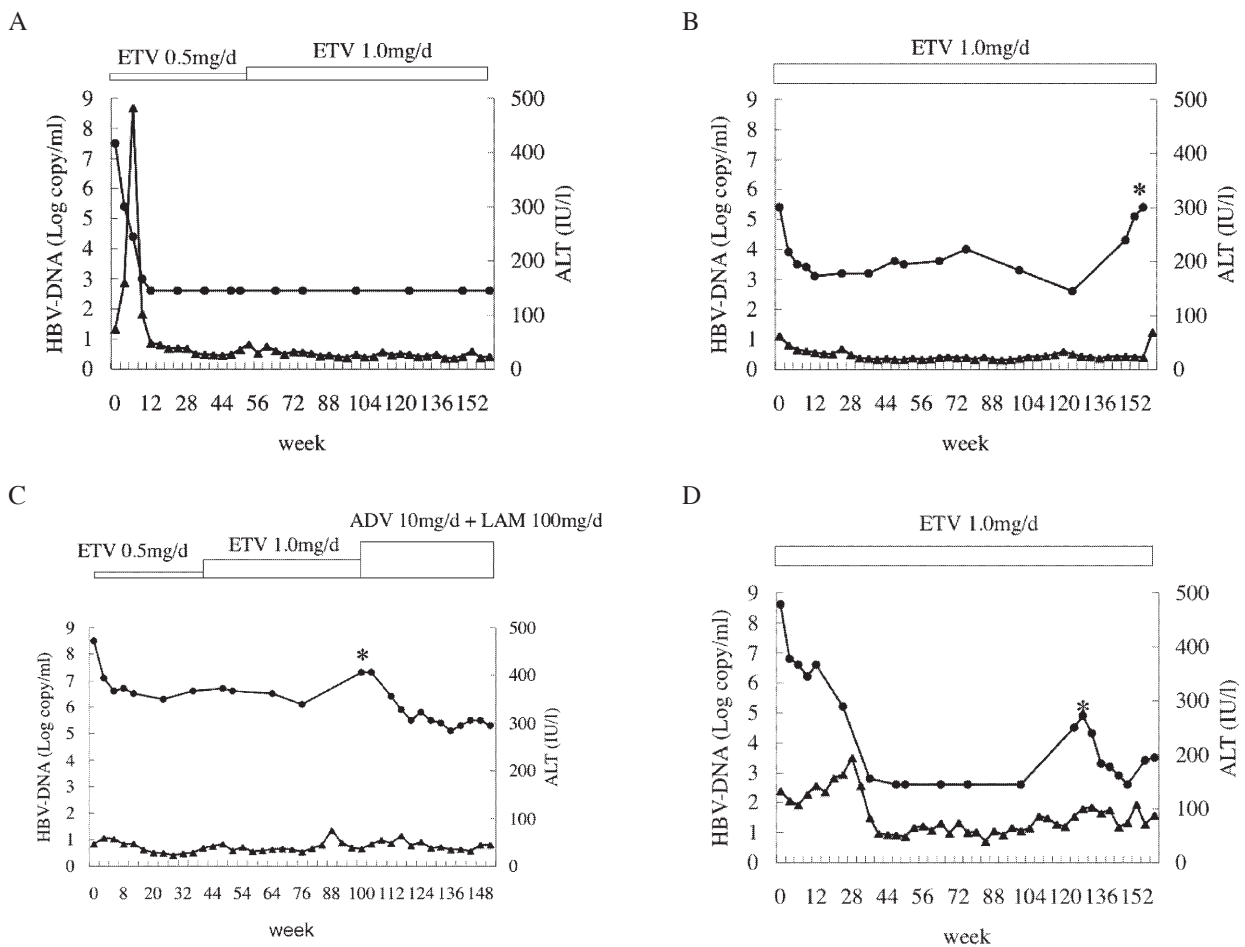 A
ETV 0.5mg/d
ETV 1.0mg/d
HBV-DNA (Log copy/ml)
9
8
7
6
5
4
3
2
1
0
500
400
300
200
100
0
ALT (IU/l)
0 12 28 44 56 72 88 104 120 136 152
week
B
ETV 1.0mg/d
HBV-DNA (Log copy/ml)
9
8
7
6
5
4
3
2
1
0
*
500
400
300
200
100
0
ALT (IU/l)
0 12 28 44 56 72 88 104 120 136 152
week
C
ETV 0.5mg/d
ETV 1.0mg/d
ADV 10mg/d + LAM 100mg/d
HBV-DNA (Log copy/ml)
9
8
7
6
5
4
3
2
1
0
*
500
400
300
200
100
0
ALT (IU/l)
0 8 20 32 44 52 64 76 88 100 112 124 136 148
week
D
ETV 1.0mg/d
HBV-DNA (Log copy/ml)
9
8
7
6
5
4
3
2
1
0
*
500
400
300
200
100
0
ALT (IU/l)
0 12 28 44 56 72 88 104 120 136 152
week